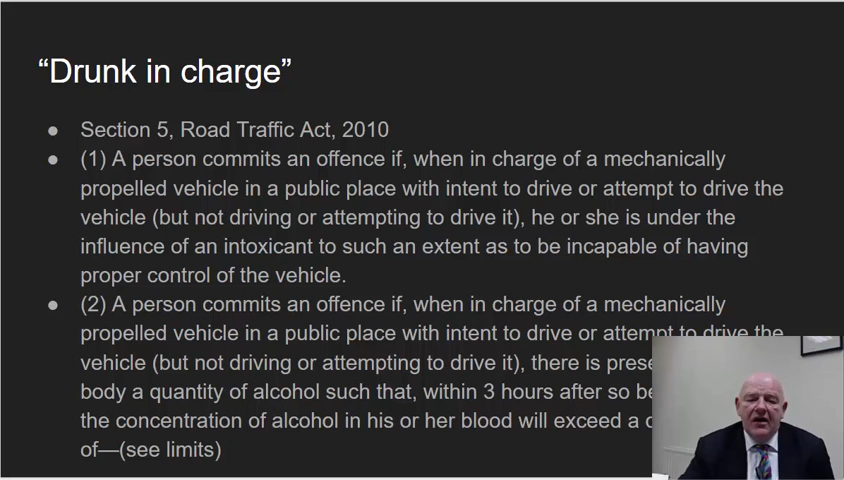 “Drunk in charge”
● Section 5, Road Traffic Act, 2010
● (1) A person commits an offence if, when in charge of a mechanically
propelled vehicle in a public place with intent to drive or attempt to drive the
vehicle (but not driving or attempting to drive it), he or she is under the
influence of an intoxicant to such an extent as to be incapable of having
proper control of the vehicle.
● (2) A person commits an offence if, when in charge of a mechanically
propelled vehicle in a public place with intent to drive or attempt to drive the
vehicle (but not driving or attempting to drive it), there is
body a quantity of alcohol such that, within 3 hours after so
the concentration of alcohol in his or her blood will exceed a
of—(see limits)